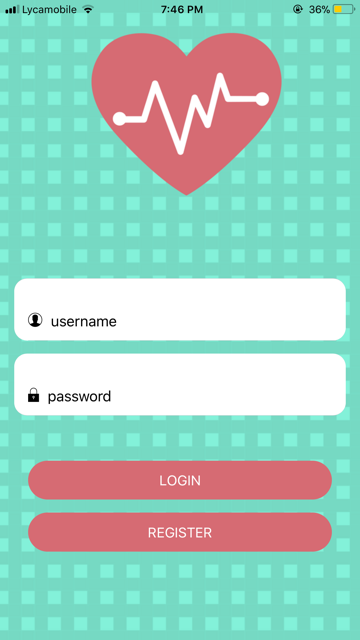 Lycamobile 7:46 PM 36%
username
password
LOGIN
REGISTER